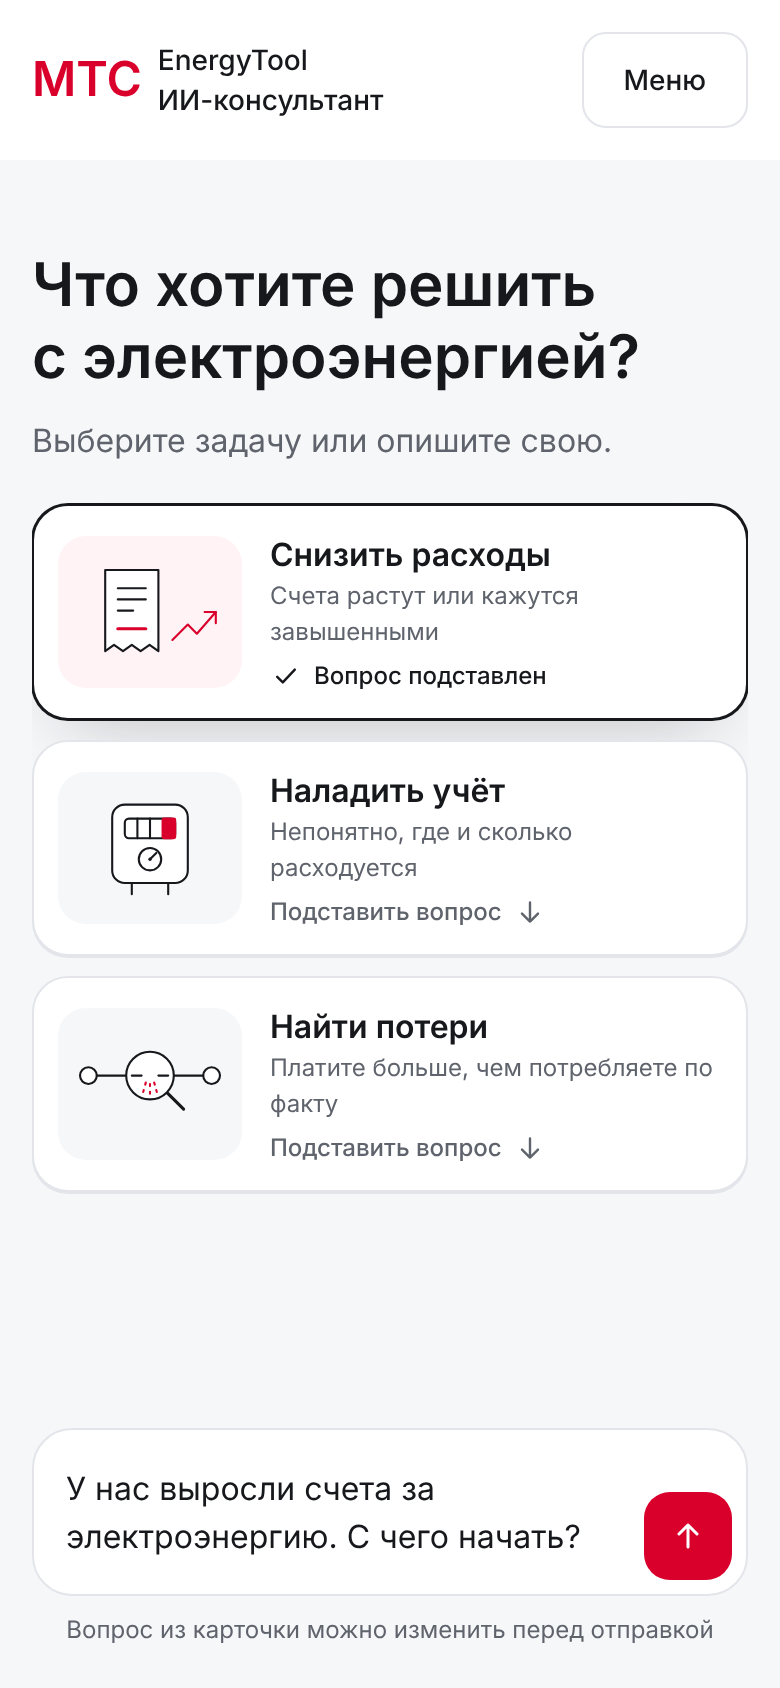 МТС
EnergyTool
ИИ-консультант
Меню
Что хотите решить
с электроэнергией?
Выберите задачу или опишите свою.
Снизить расходы
Счета растут или кажутся
завышенными
Вопрос подставлен
Наладить учёт
Непонятно, где и сколько
расходуется
Подставить вопрос
Найти потери
Платите больше, чем потребляете по
факту
Подставить вопрос
У нас выросли счета за
электроэнергию. С чего начать?
Вопрос из карточки можно изменить перед отправкой